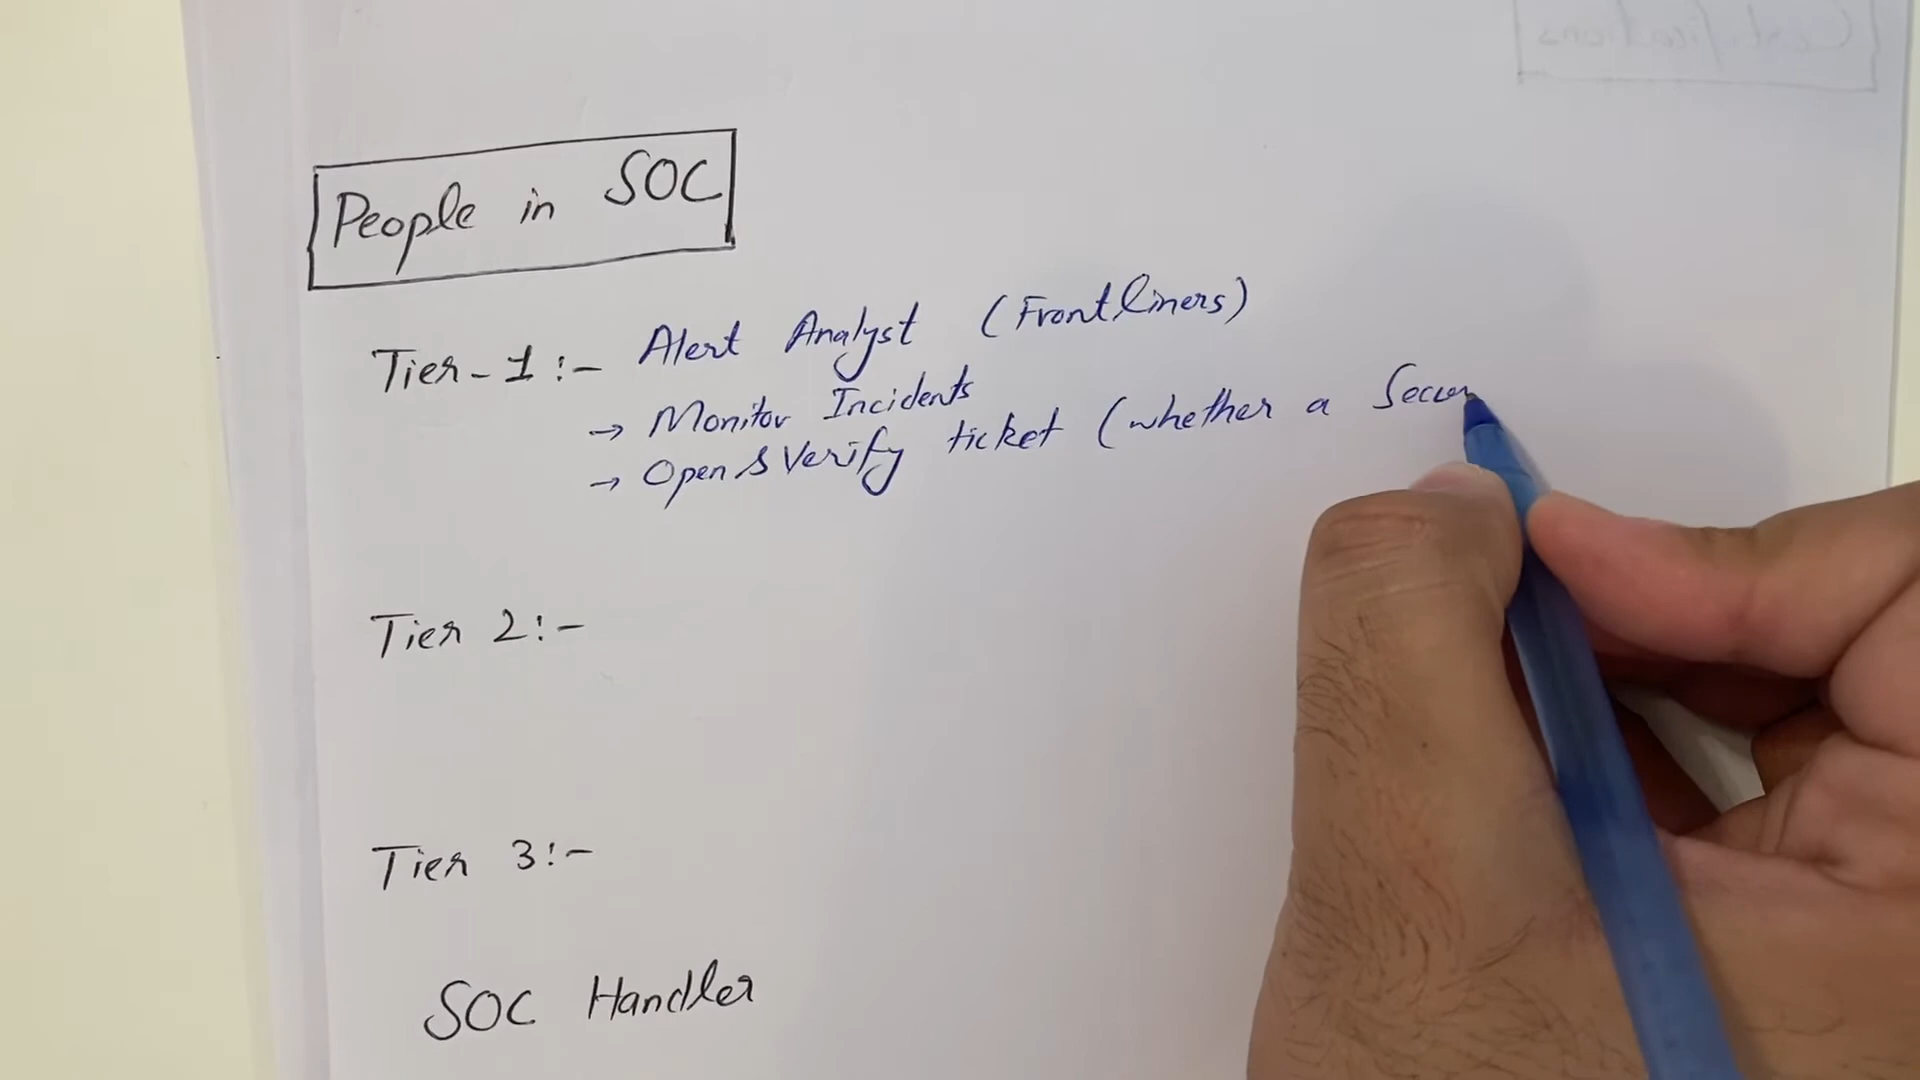 Certifications
People in SOC
Tier-1:- Alert Analyst (Frontliners)
→ Monitor Incidents
→ Open & Verify ticket (whether a Secur
Tier 2:-
Tier 3:-
SOC Handler